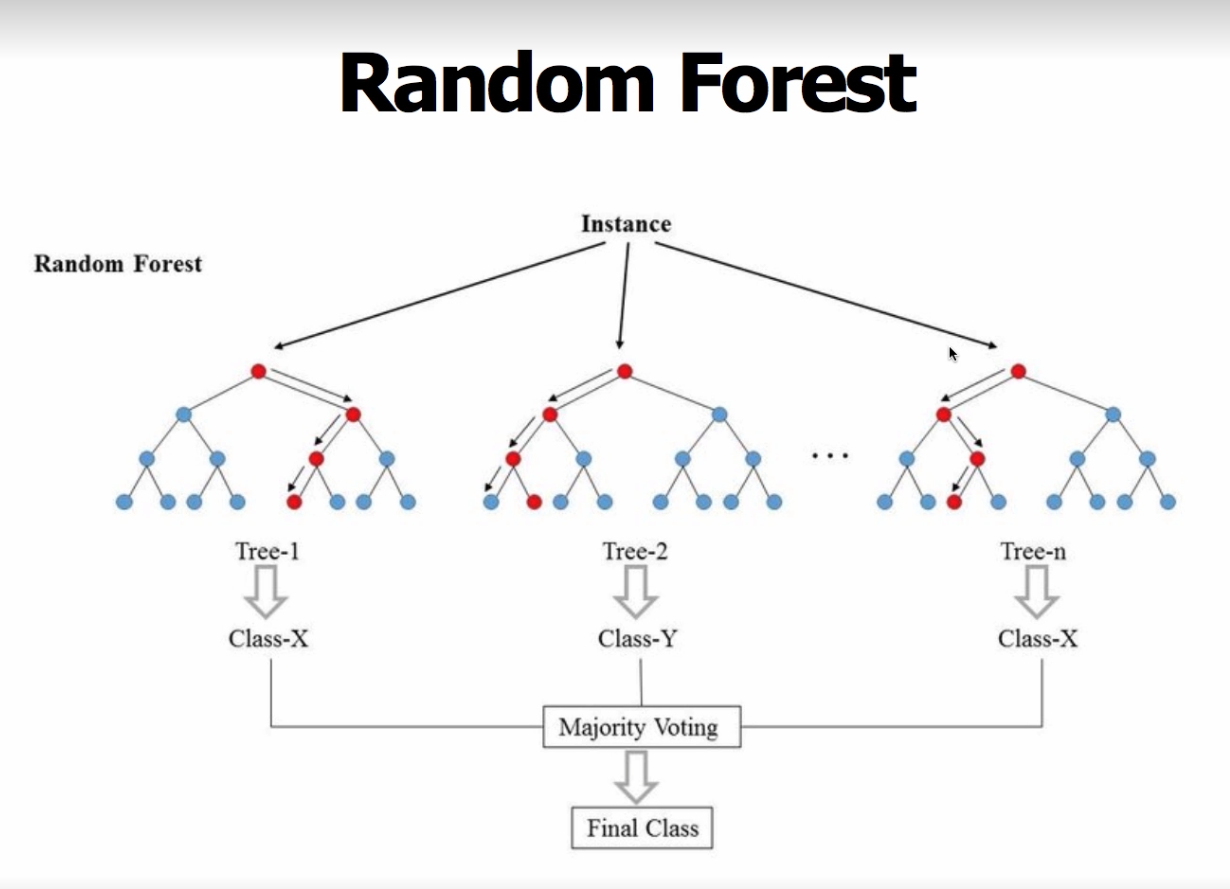 Random Forest
Instance
Random Forest
. . .
Tree-1
Tree-2
Tree-n
Class-X
Class-Y
Class-X
Majority Voting
Final Class